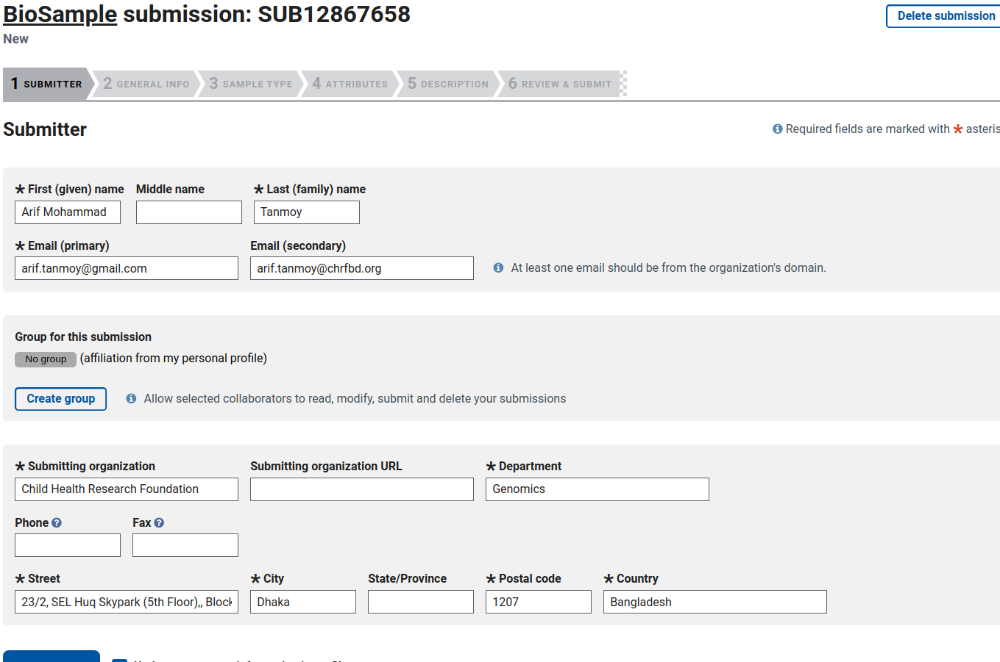 BioSample submission: SUB12867658
Delete submission
New
1 SUBMITTER 2 GENERAL INFO 3 SAMPLE TYPE 4 ATTRIBUTES 5 DESCRIPTION 6 REVIEW & SUBMIT
Submitter
Required fields are marked with * asteris
* First (given) name Middle name * Last (family) name
Arif Mohammad Tanmoy
* Email (primary) Email (secondary)
arif.tanmoy@gmail.com arif.tanmoy@chrfbd.org At least one email should be from the organization's domain.
Group for this submission
No group (affiliation from my personal profile)
Create group Allow selected collaborators to read, modify, submit and delete your submissions
* Submitting organization Submitting organization URL * Department
Child Health Research Foundation Genomics
Phone ? Fax ?
* Street * City State/Province * Postal code * Country
23/2, SEL Huq Skypark (5th Floor),, Block Dhaka 1207 Bangladesh